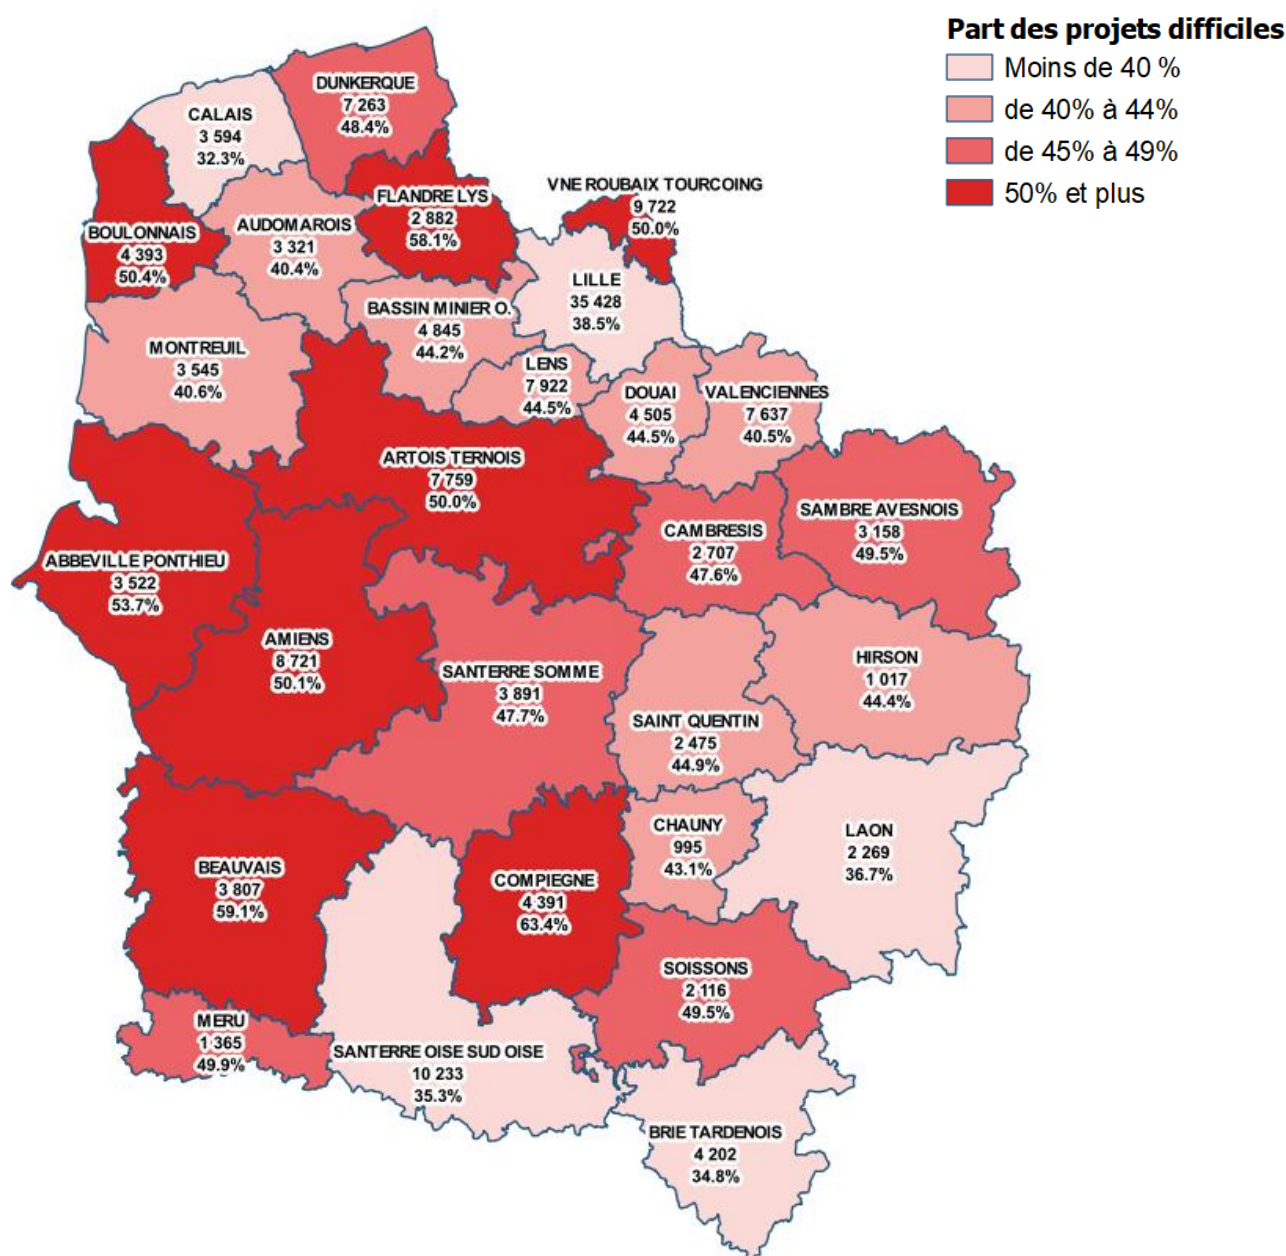 Part des projets difficiles
Moins de 40 %
de 40% à 44%
de 45% à 49%
50% et plus
DUNKERQUE
7 263
48.4%
CALAIS
3 594
32.3%
VNE ROUBAIX TOURCOING
9 722
50.0%
FLANDRE LYS
2 882
58.1%
BOULONNAIS
4 393
50.4%
AUDOMAROIS
3 321
40.4%
LILLE
35 428
38.5%
BASSIN MINIER O.
4 845
44.2%
MONTREUIL
3 545
40.6%
LENS
7 922
44.5%
DOUAI
4 505
44.5%
VALENCIENNES
7 637
40.5%
ARTOIS TERNOIS
7 759
50.0%
SAMBRE AVESNOIS
3 158
49.5%
CAMBRESIS
2 707
47.6%
ABBEVILLE PONTHIEU
3 522
53.7%
AMIENS
8 721
50.1%
SANTERRE SOMME
3 891
47.7%
HIRSON
1 017
44.4%
SAINT QUENTIN
2 475
44.9%
CHAUNY
995
43.1%
LAON
2 269
36.7%
BEAUVAIS
3 807
59.1%
COMPIEGNE
4 391
63.4%
SOISSONS
2 116
49.5%
MERU
1 365
49.9%
SANTERRE OISE SUD OISE
10 233
35.3%
BRIE TARDENOIS
4 202
34.8%